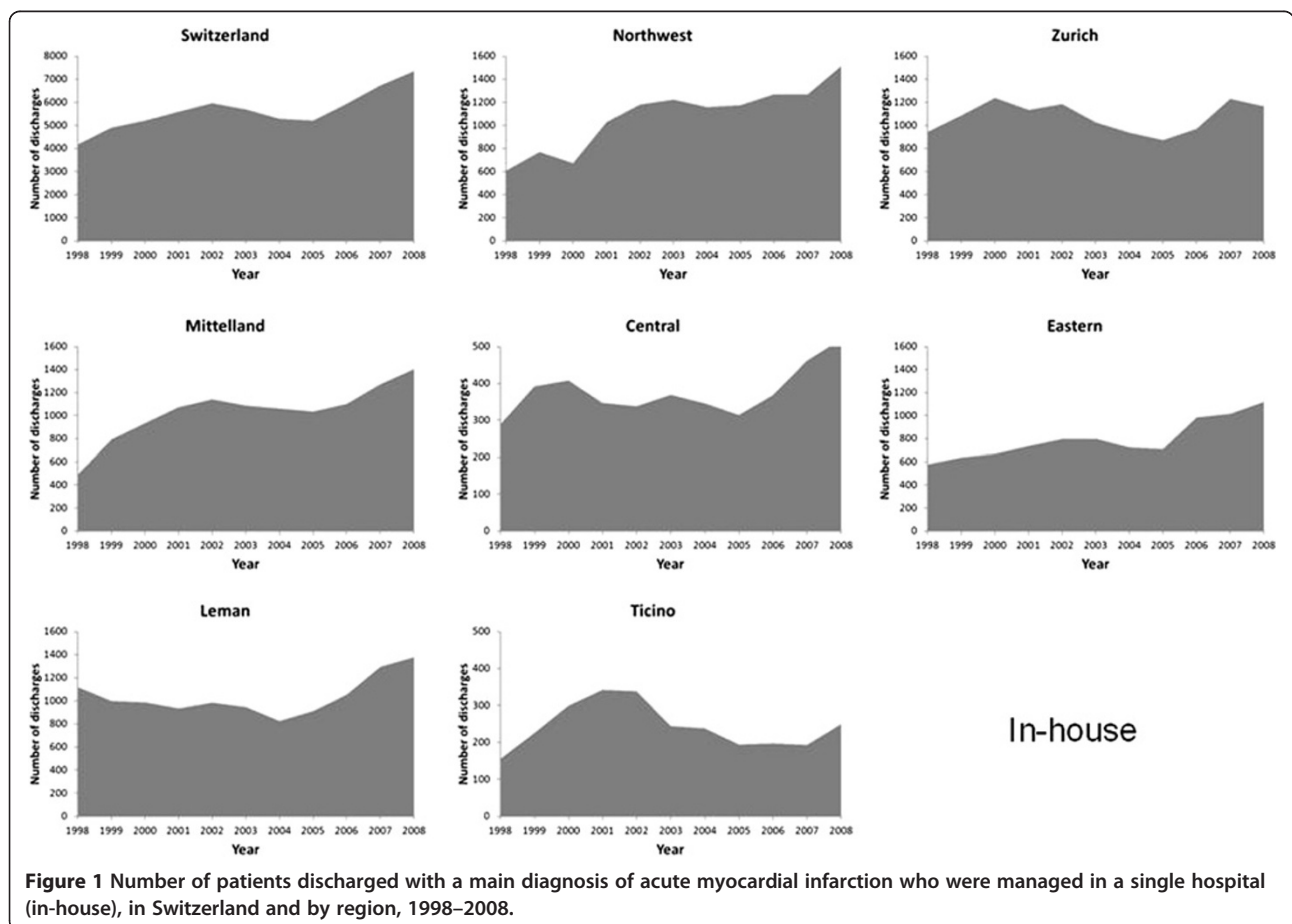 Switzerland
Number of discharges
8000
7000
6000
5000
4000
3000
2000
1000
0
1998 1999 2000 2001 2002 2003 2004 2005 2006 2007 2008
Year
Northwest
Number of discharges
1600
1400
1200
1000
800
600
400
200
0
1998 1999 2000 2001 2002 2003 2004 2005 2006 2007 2008
Year
Zurich
Number of discharges
1600
1400
1200
1000
800
600
400
200
0
1998 1999 2000 2001 2002 2003 2004 2005 2006 2007 2008
Year
Mittelland
Number of discharges
1600
1400
1200
1000
800
600
400
200
0
1998 1999 2000 2001 2002 2003 2004 2005 2006 2007 2008
Year
Central
Number of discharges
500
400
300
200
100
0
1998 1999 2000 2001 2002 2003 2004 2005 2006 2007 2008
Year
Eastern
Number of discharges
1600
1400
1200
1000
800
600
400
200
0
1998 1999 2000 2001 2002 2003 2004 2005 2006 2007 2008
Year
Leman
Number of discharges
1600
1400
1200
1000
800
600
400
200
0
1998 1999 2000 2001 2002 2003 2004 2005 2006 2007 2008
Year
Ticino
Number of discharges
500
400
300
200
100
0
1998 1999 2000 2001 2002 2003 2004 2005 2006 2007 2008
Year
In-house
Figure 1 Number of patients discharged with a main diagnosis of acute myocardial infarction who were managed in a single hospital
(in-house), in Switzerland and by region, 1998–2008.